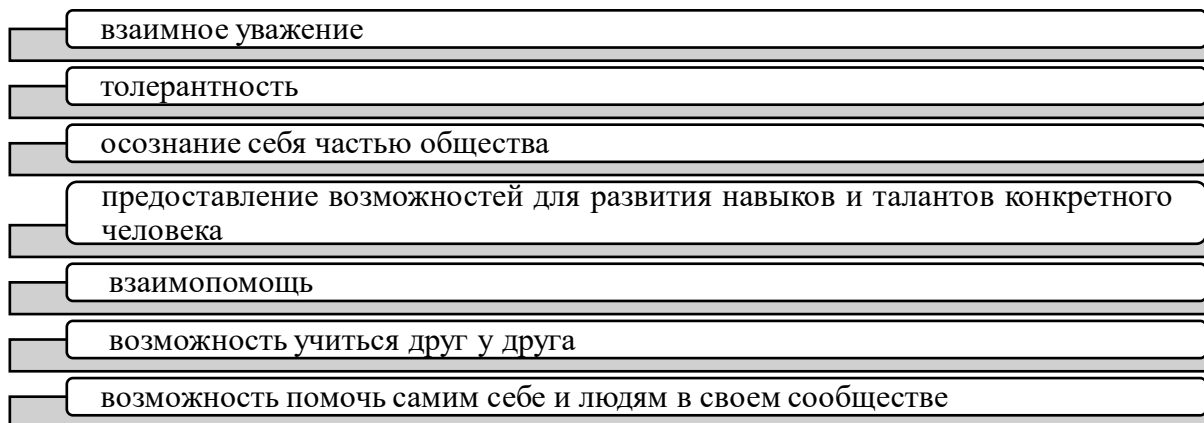 взаимное уважение
толерантность
осознание себя частью общества
предоставление возможностей для развития навыков и талантов конкретного
человека
взаимопомощь
возможность учиться друг у друга
возможность помочь самим себе и людям в своем сообществе